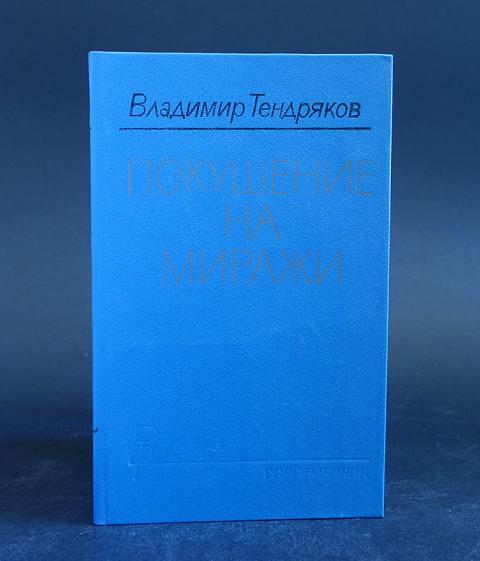 Владимир Тендряков
ПОКУШЕНИЕ
НА
МИРАЖИ
СОВРЕМЕННИК